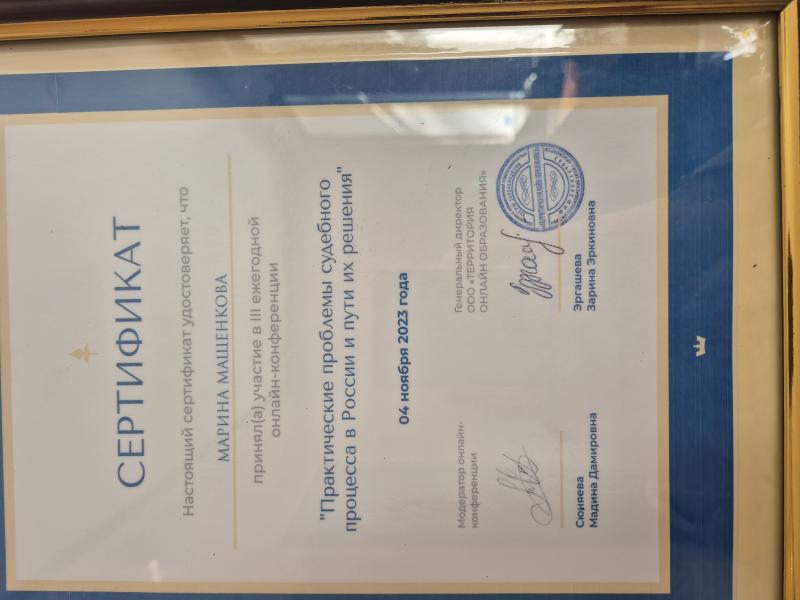 СЕРТИФИКАТ
Настоящий сертификат удостоверяет, что
МАРИНА МАЩЕНКОВА
принял(а) участие в III ежегодной
онлайн-конференции
"Практические проблемы судебного
процесса в России и пути их решения"
04 ноября 2023 года
Модератор онлайн-
конференции
Сюняева
Мадина Дамировна
Генеральный директор
ООО «ТЕРРИТОРИЯ
ОНЛАЙН ОБРАЗОВАНИЯ»
Эргашева
Зарина Эркиновна